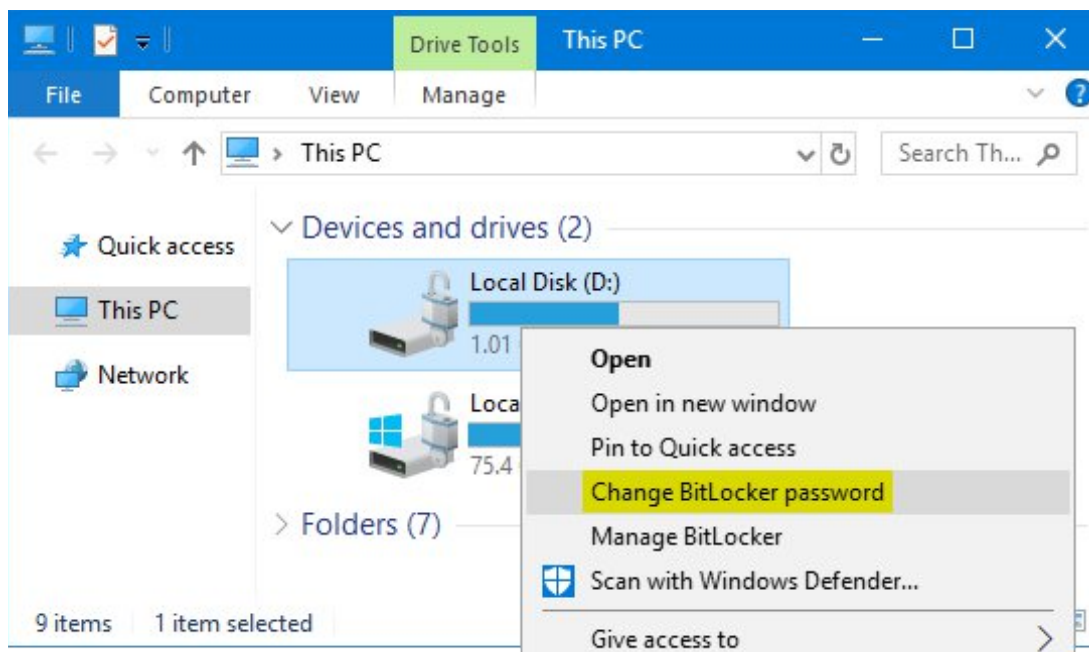 Drive Tools This PC
File Computer View Manage
This PC Search Th...
Quick access
This PC
Network
Devices and drives (2)
Local Disk (D:)
1.01
Loca
75.4
Folders (7)
Open
Open in new window
Pin to Quick access
Change BitLocker password
Manage BitLocker
Scan with Windows Defender...
Give access to
9 items 1 item selected